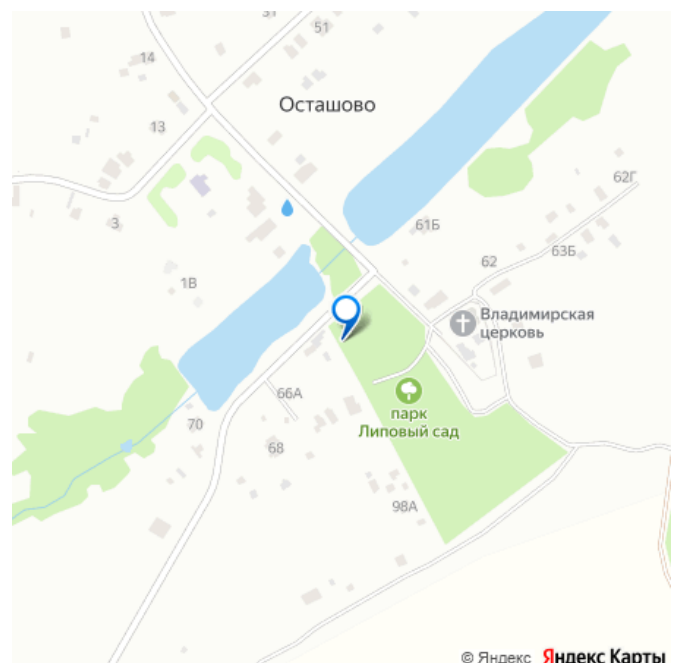 31
51
14
Осташово
13
62Г
3
61Б
63Б
62
1В
Владимирская
церковь
66А
парк
Липовый сад
70
68
98А
© Яндекс Яндекс Карты